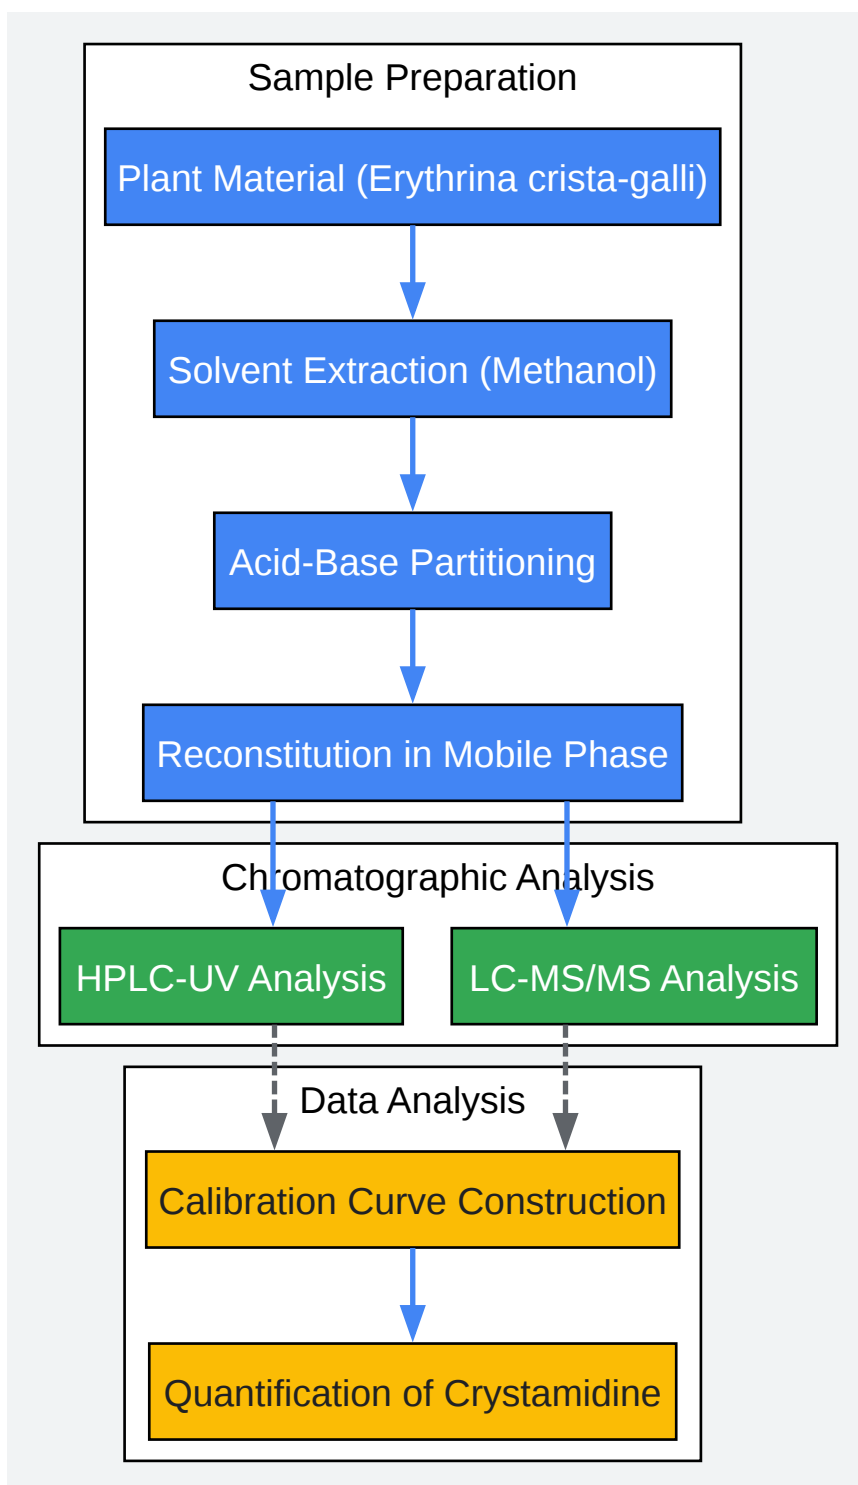 Sample Preparation
Plant Material (Erythrina crista-galli)
Solvent Extraction (Methanol)
Acid-Base Partitioning
Reconstitution in Mobile Phase
Chromatographic Analysis
HPLC-UV Analysis
LC-MS/MS Analysis
Data Analysis
Calibration Curve Construction
Quantification of Crystamidine